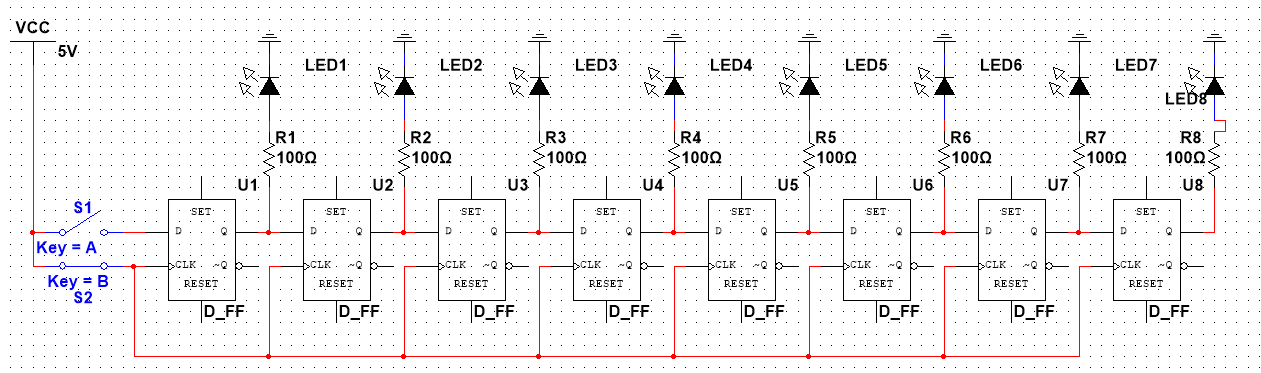 VCC
5V
LED1
LED2
LED3
LED4
LED5
LED6
LED7
LED8
R1
100Ω
R2
100Ω
R3
100Ω
R4
100Ω
R5
100Ω
R6
100Ω
R7
100Ω
R8
100Ω
U1
U2
U3
U4
U5
U6
U7
U8
S1
Key = A
Key = B
S2
SET
D Q
CLK ~Q
RESET
D_FF
SET
D Q
CLK ~Q
RESET
D_FF
SET
D Q
CLK ~Q
RESET
D_FF
SET
D Q
CLK ~Q
RESET
D_FF
SET
D Q
CLK ~Q
RESET
D_FF
SET
D Q
CLK ~Q
RESET
D_FF
SET
D Q
CLK ~Q
RESET
D_FF
SET
D Q
CLK ~Q
RESET
D_FF